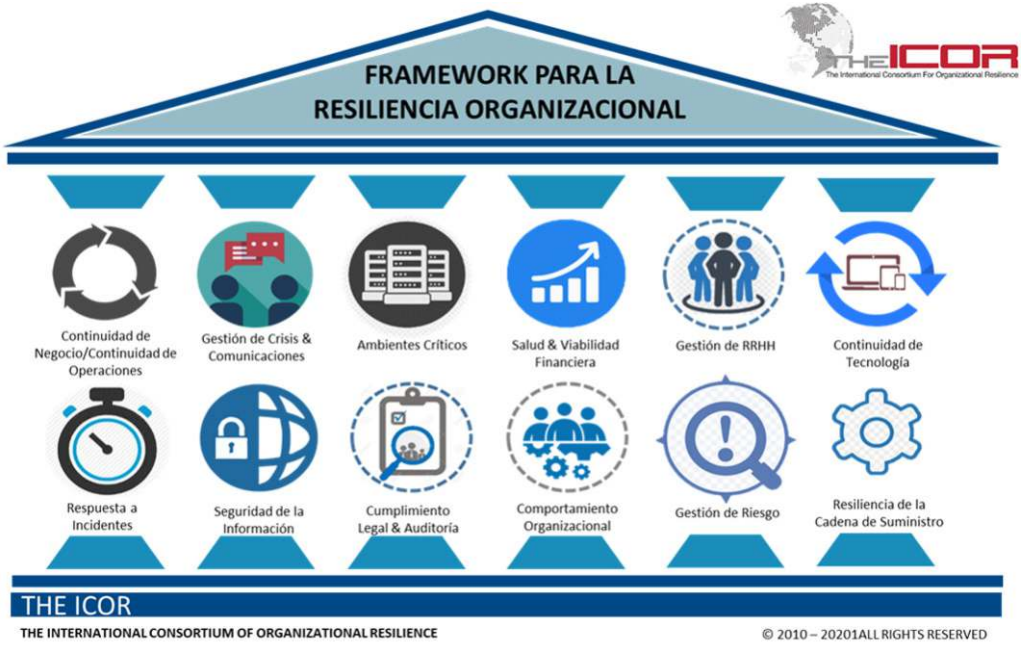 THE ICOR
The International Consortium For Organizational Resilience
FRAMEWORK PARA LA
RESILIENCIA ORGANIZACIONAL
Continuidad de
Negocio/Continuidad de
Operaciones
Gestión de Crisis &
Comunicaciones
Ambientes Críticos
Salud & Viabilidad
Financiera
Gestión de RRHH
Continuidad de
Tecnología
Respuesta a
Incidentes
Seguridad de la
Información
Cumplimiento
Legal & Auditoría
Comportamiento
Organizacional
Gestión de Riesgo
Resiliencia de la
Cadena de Suministro
THE ICOR
THE INTERNATIONAL CONSORTIUM OF ORGANIZATIONAL RESILIENCE
© 2010 – 20201ALL RIGHTS RESERVED